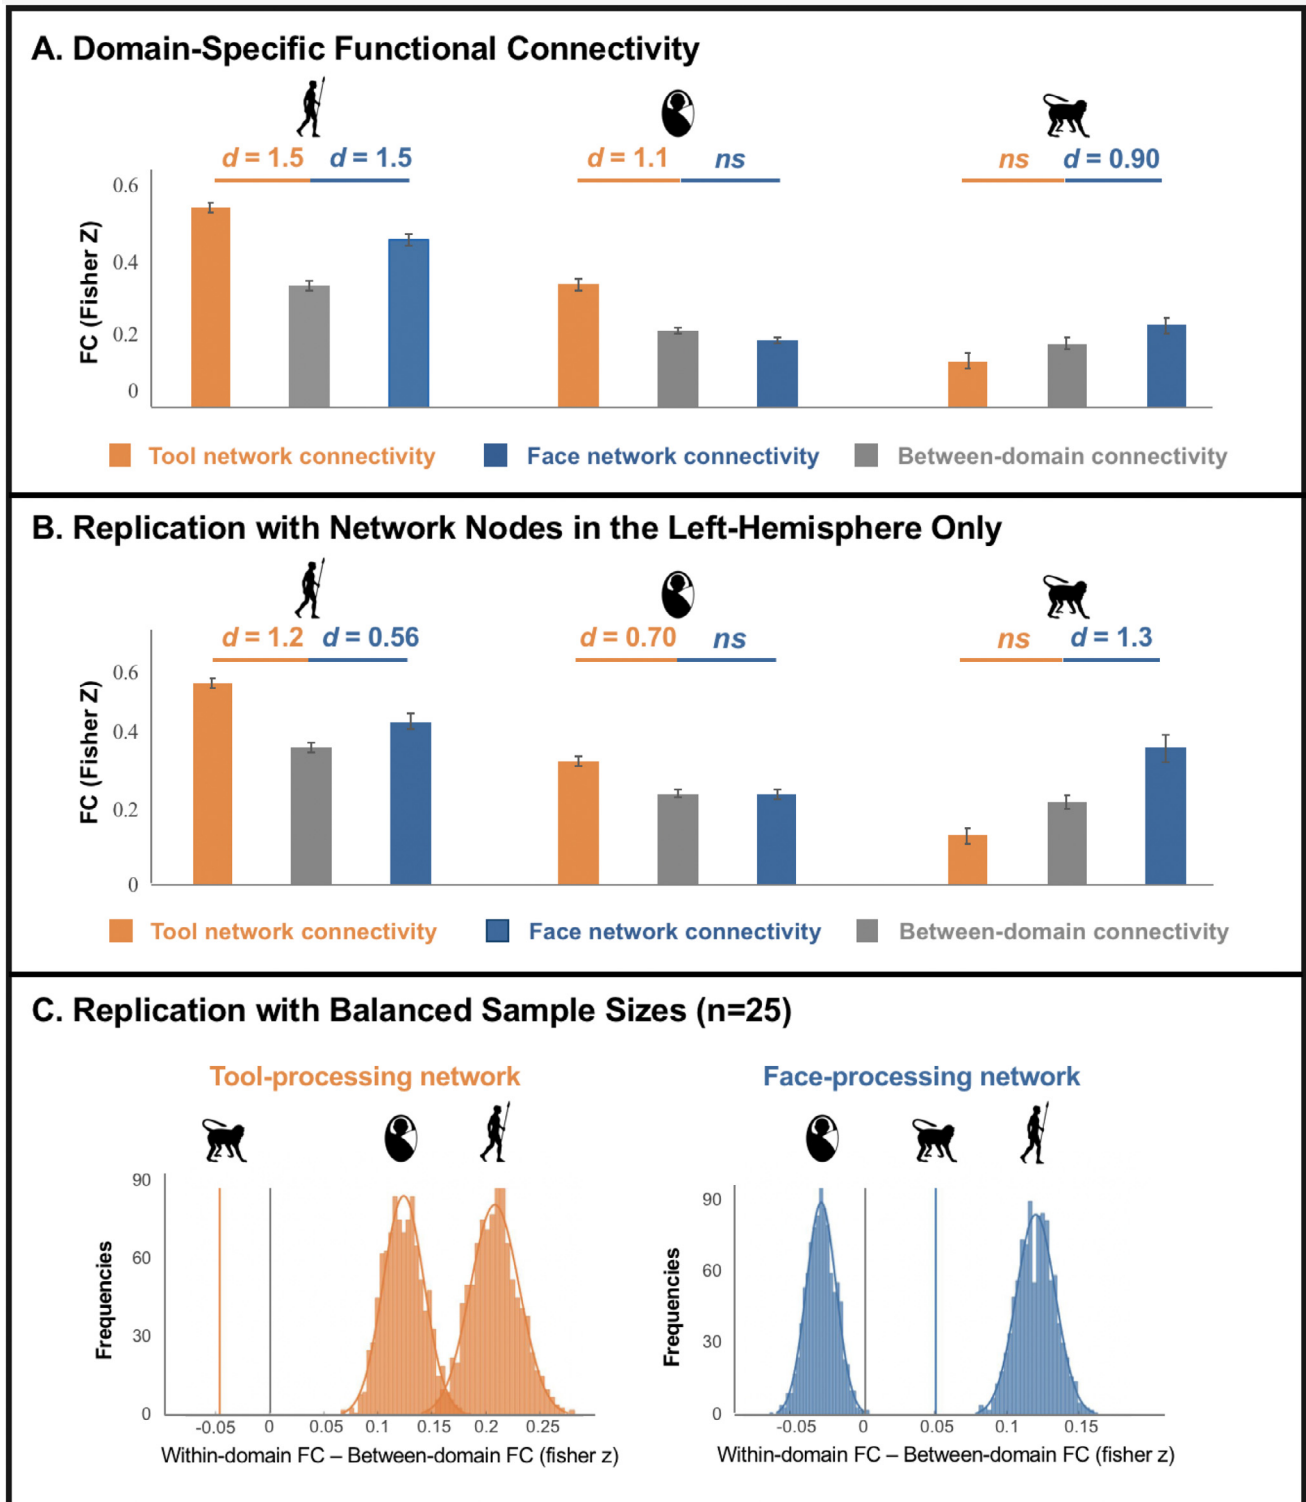 A. Domain-Specific Functional Connectivity
d = 1.5 d = 1.5 d = 1.1 ns ns d = 0.90
FC (Fisher Z)
0.6
0.4
0.2
0
Tool network connectivity Face network connectivity Between-domain connectivity
B. Replication with Network Nodes in the Left-Hemisphere Only
d = 1.2 d = 0.56 d = 0.70 ns ns d = 1.3
FC (Fisher Z)
0.6
0.4
0.2
0
Tool network connectivity Face network connectivity Between-domain connectivity
C. Replication with Balanced Sample Sizes (n=25)
Tool-processing network
Frequencies
90
60
30
0
-0.05 0 0.05 0.1 0.15 0.2 0.25
Within-domain FC – Between-domain FC (fisher z)
Face-processing network
Frequencies
90
60
30
0
-0.05 0 0.05 0.1 0.15
Within-domain FC – Between-domain FC (fisher z)